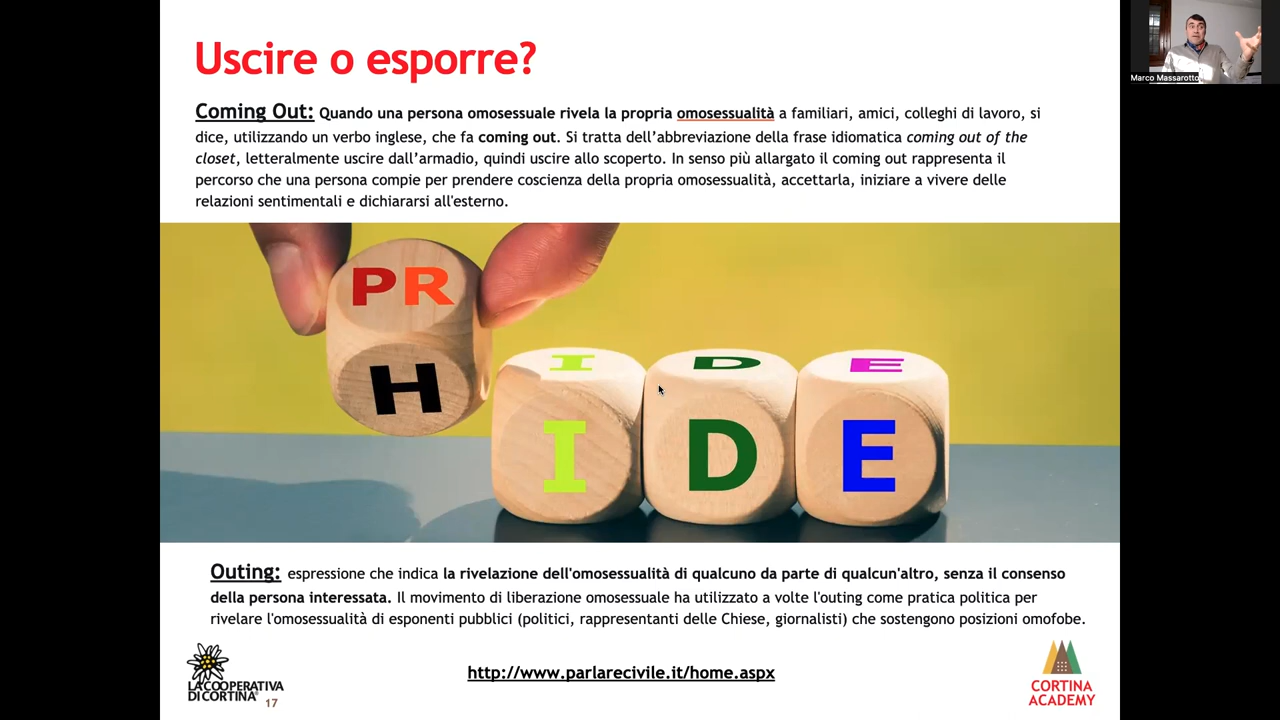 Uscire o esporre?
Marco Massarotto
Coming Out: Quando una persona omosessuale rivela la propria omosessualità a familiari, amici, colleghi di lavoro, si
dice, utilizzando un verbo inglese, che fa coming out. Si tratta dell’abbreviazione della frase idiomatica coming out of the
closet, letteralmente uscire dall’armadio, quindi uscire allo scoperto. In senso più allargato il coming out rappresenta il
percorso che una persona compie per prendere coscienza della propria omosessualità, accettarla, iniziare a vivere delle
relazioni sentimentali e dichiararsi all'esterno.
PR
H
I D E
I D E
Outing: espressione che indica la rivelazione dell'omosessualità di qualcuno da parte di qualcun'altro, senza il consenso
della persona interessata. Il movimento di liberazione omosessuale ha utilizzato a volte l'outing come pratica politica per
rivelare l'omosessualità di esponenti pubblici (politici, rappresentanti delle Chiese, giornalisti) che sostengono posizioni omofobe.
LA COOPERATIVA
DI CORTINA
17
http://www.parlarecivile.it/home.aspx
CORTINA
ACADEMY